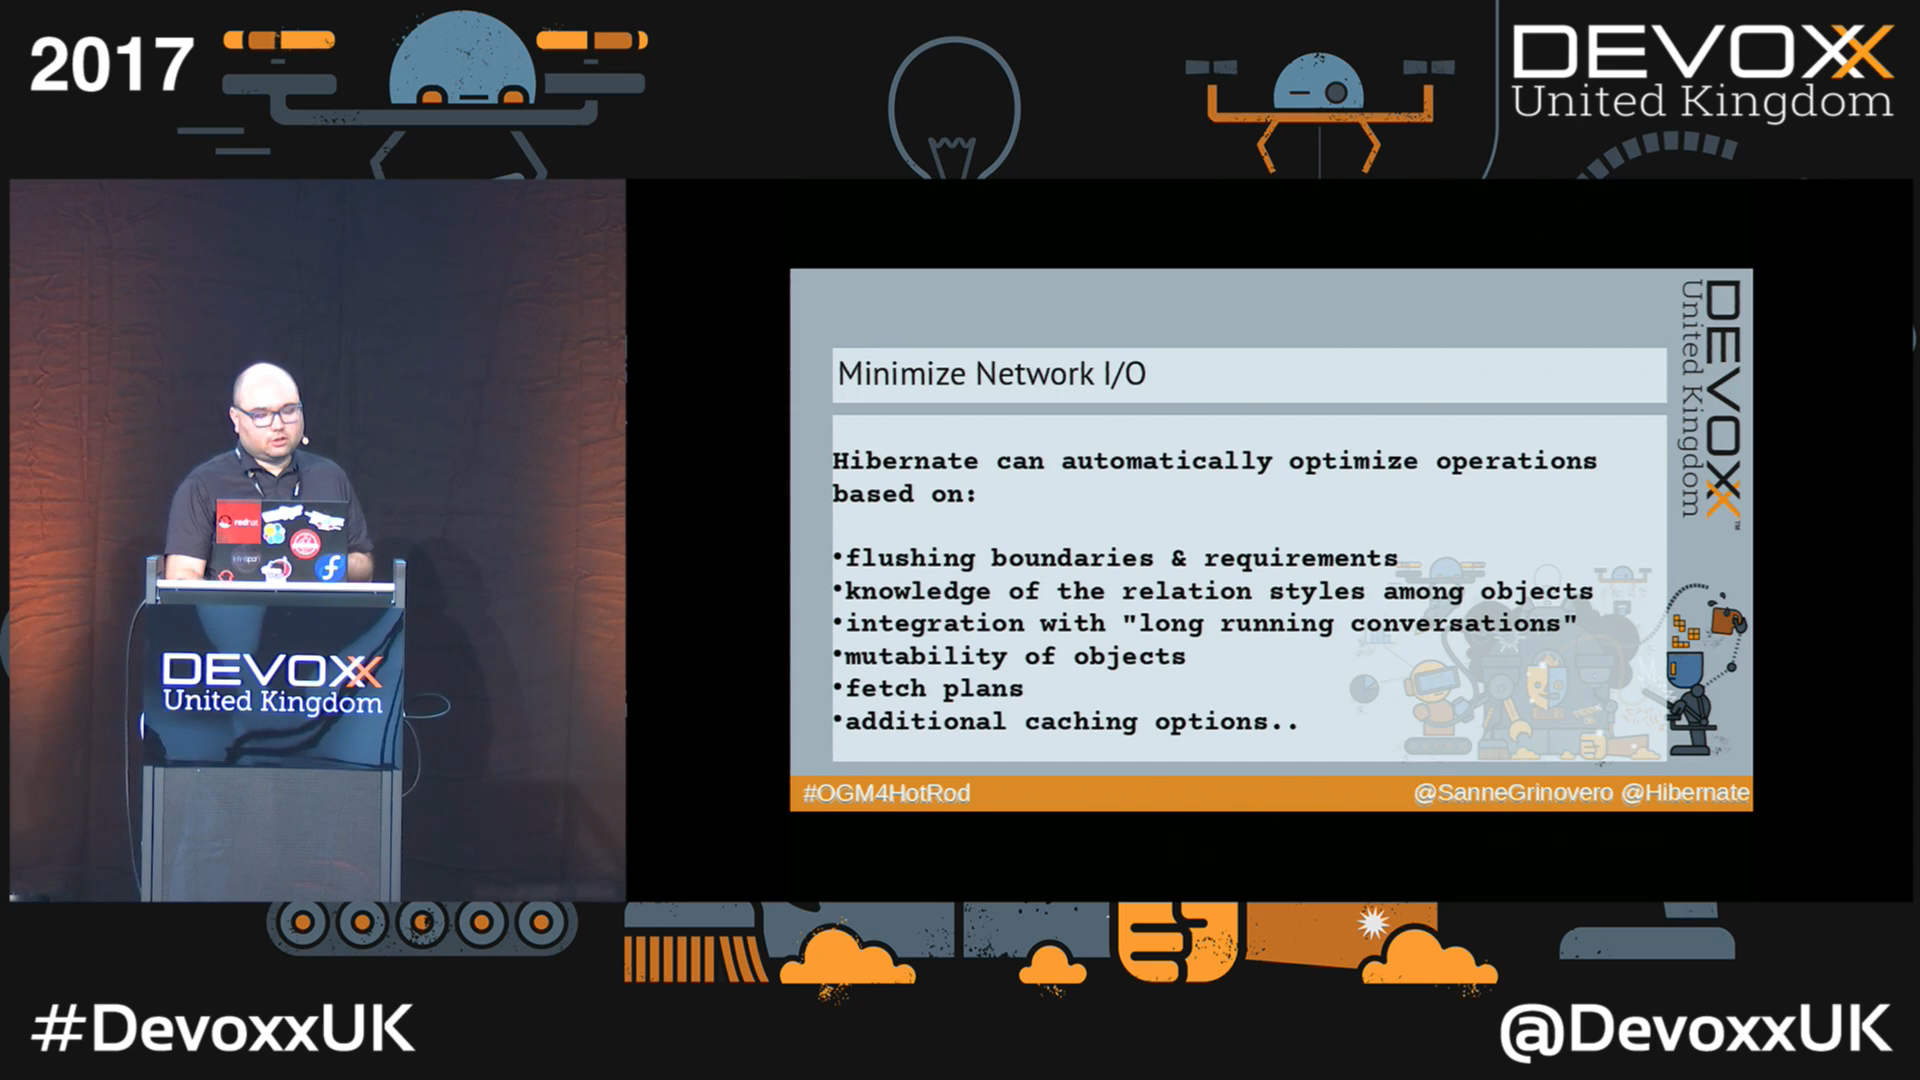 2017
DEVOXX
United Kingdom
redhat
DEVOXX
United Kingdom
Minimize Network I/O
Hibernate can automatically optimize operations
based on:
•flushing boundaries & requirements
•knowledge of the relation styles among objects
•integration with "long running conversations"
•mutability of objects
•fetch plans
•additional caching options..
DEVOXX™
United Kingdom
#OGM4HotRod
@SanneGrinovero @Hibernate
#DevoxxUK
@DevoxxUK